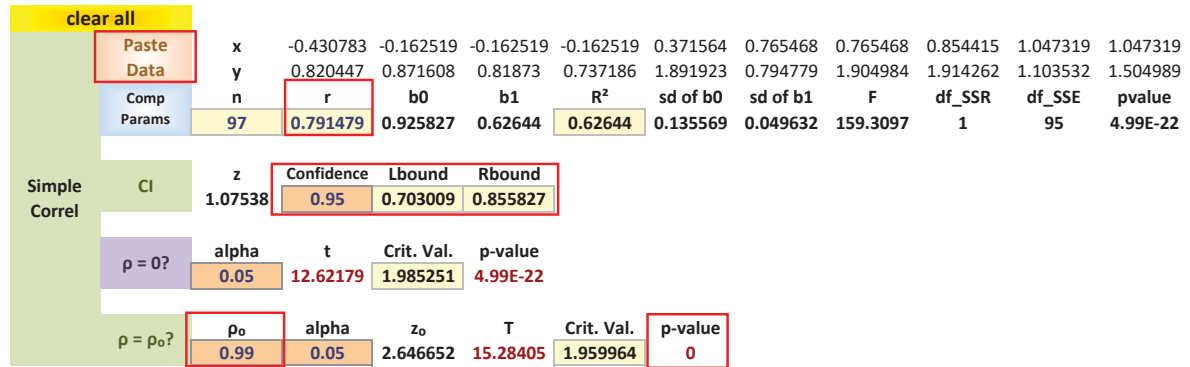 clear all
Paste Data x -0.430783 -0.162519 -0.162519 -0.162519 0.371564 0.765468 0.765468 0.854415 1.047319 1.047319
y 0.820447 0.871608 0.81873 0.737186 1.891923 0.794779 1.904984 1.914262 1.103532 1.504989
Comp Params n r b0 b1 R² sd of b0 sd of b1 F df_SSR df_SSE pvalue
97 0.791479 0.925827 0.62644 0.62644 0.135569 0.049632 159.3097 1 95 4.99E-22
Simple Correl
CI z Confidence Lbound Rbound
1.07538 0.95 0.703009 0.855827
ρ = 0? alpha t Crit. Val. p-value
0.05 12.62179 1.985251 4.99E-22
ρ = ρ₀? ρ₀ alpha z₀ T Crit. Val. p-value
0.99 0.05 2.646652 15.28405 1.959964 0